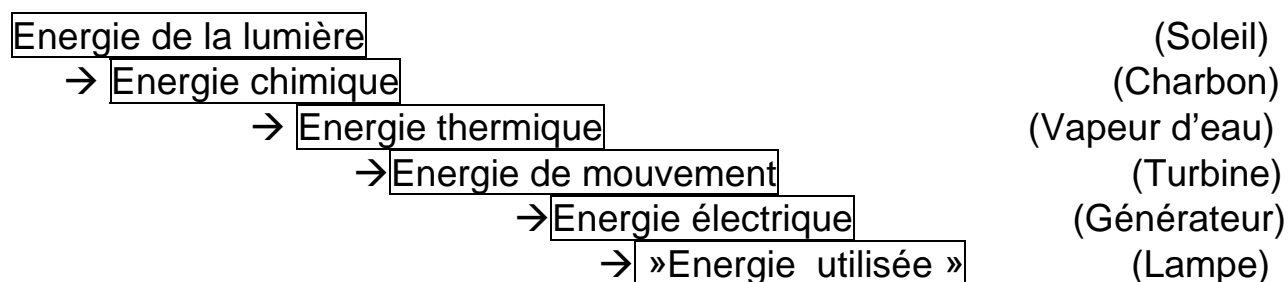 Energie de la lumière (Soleil)
→ Energie chimique (Charbon)
→ Energie thermique (Vapeur d'eau)
→Energie de mouvement (Turbine)
→Energie électrique (Générateur)
→ »Energie utilisée » (Lampe)